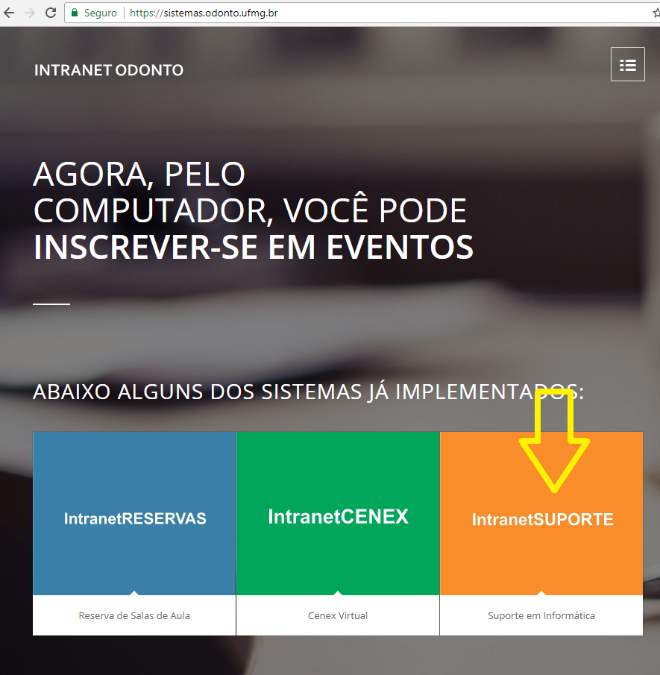 Seguro https://sistemas.odonto.ufmg.br
INTRANET ODONTO
AGORA, PELO
COMPUTADOR, VOCÊ PODE
INSCREVER-SE EM EVENTOS
ABAIXO ALGUNS DOS SISTEMAS JÁ IMPLEMENTADOS:
IntranetRESERVAS IntranetCENEX IntranetSUPORTE
Reserva de Salas de Aula Cenex Virtual Suporte em Informática